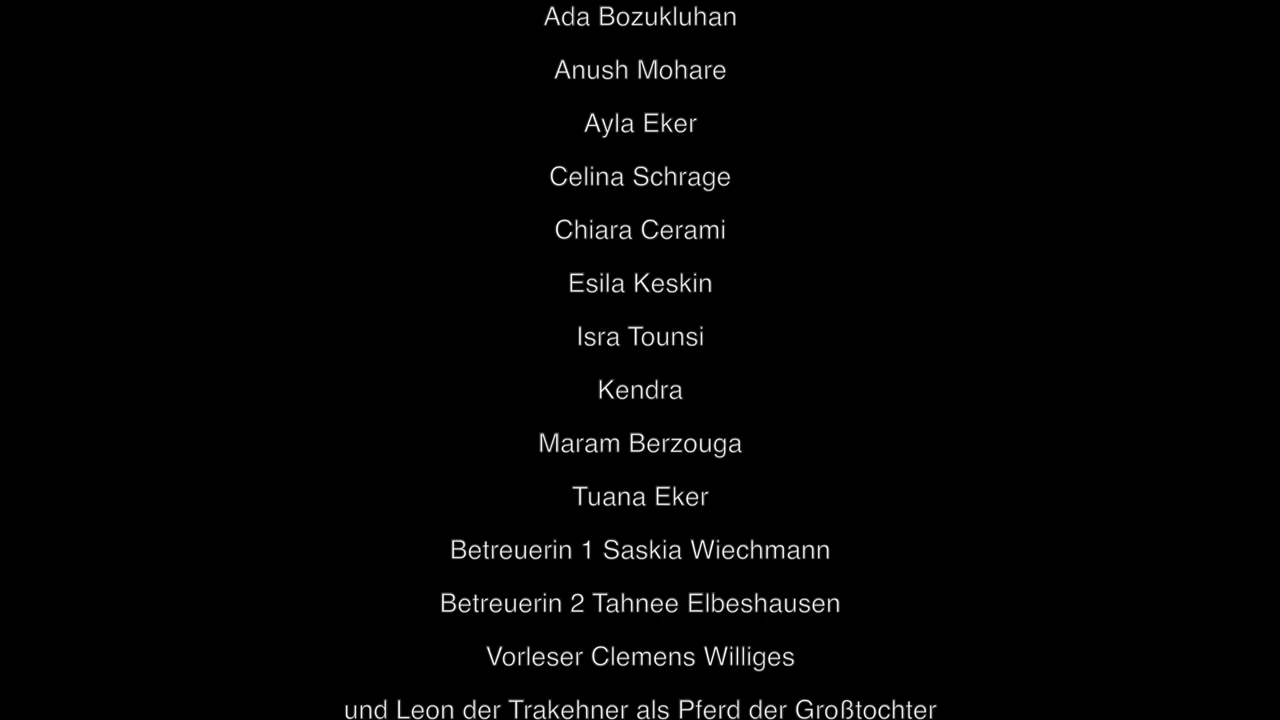 Ada Bozukluhan
Anush Mohare
Ayla Eker
Celina Schrage
Chiara Cerami
Esila Keskin
Isra Tounsi
Kendra
Maram Berzouga
Tuana Eker
Betreuerin 1 Saskia Wiechmann
Betreuerin 2 Tahnee Elbeshausen
Vorleser Clemens Williges
und Leon der Trakehner als Pferd der Großtochter